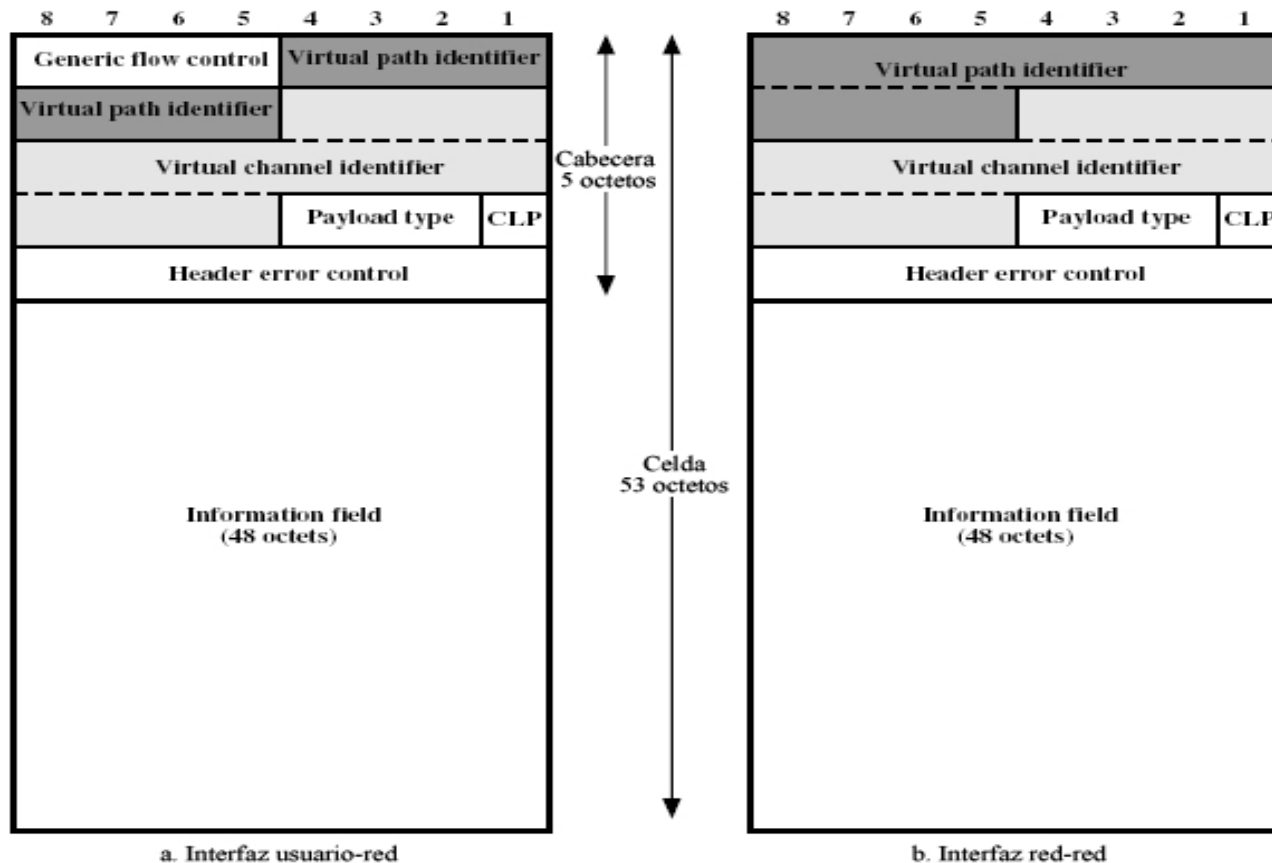 8 7 6 5 4 3 2 1
Generic flow control
Virtual path identifier
Virtual path identifier
Virtual channel identifier
Payload type
CLP
Header error control
Information field
(48 octets)
a. Interfaz usuario-red
Cabecera
5 octetos
Celda
53 octetos
8 7 6 5 4 3 2 1
Virtual path identifier
Virtual channel identifier
Payload type
CLP
Header error control
Information field
(48 octets)
b. Interfaz red-red